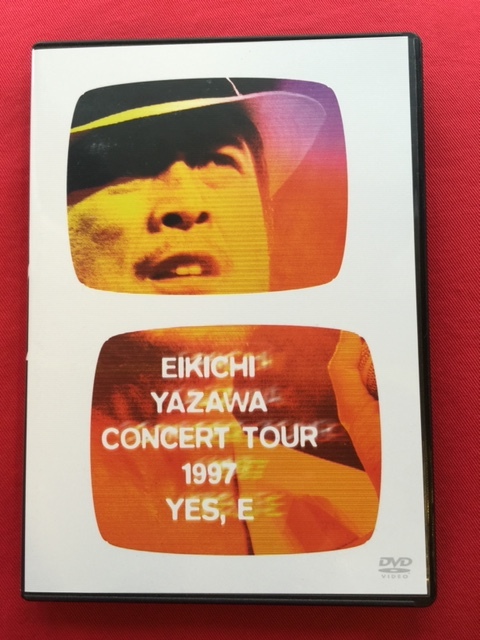 EIKICHI
YAZAWA
CONCERT TOUR
1997
YES, E
DVD
VIDEO